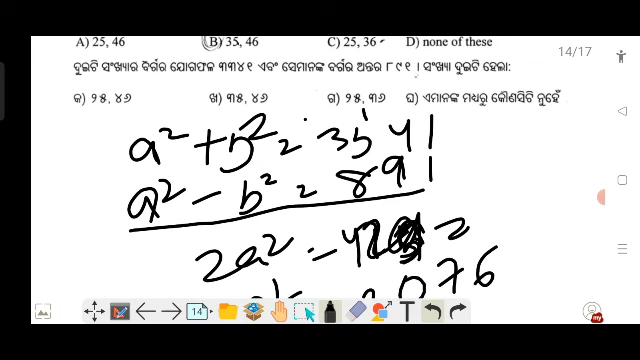 A) 25, 46 B) 35, 46 C) 25, 36 D) none of these
14/17
ଦୁଇଟି ସଂଖ୍ୟାର ବର୍ଗର ଯୋଗଫଳ ୩୩୪୧ ଏବଂ ସେମାନଙ୍କ ବର୍ଗର ଅନ୍ତର ୮୯୧ । ସଂଖ୍ୟା ଦୁଇଟି ହେଲା:
କ) ୨୫, ୪୬ ଖ) ୩୫, ୪୬ ଗ) ୨୫, ୩୬ ଘ) ଏମାନଙ୍କ ମଧ୍ୟରୁ କୌଣସିଟି ନୁହେଁ
a² + b² =
a² - b² = 891
2a² =
076
14
T
my